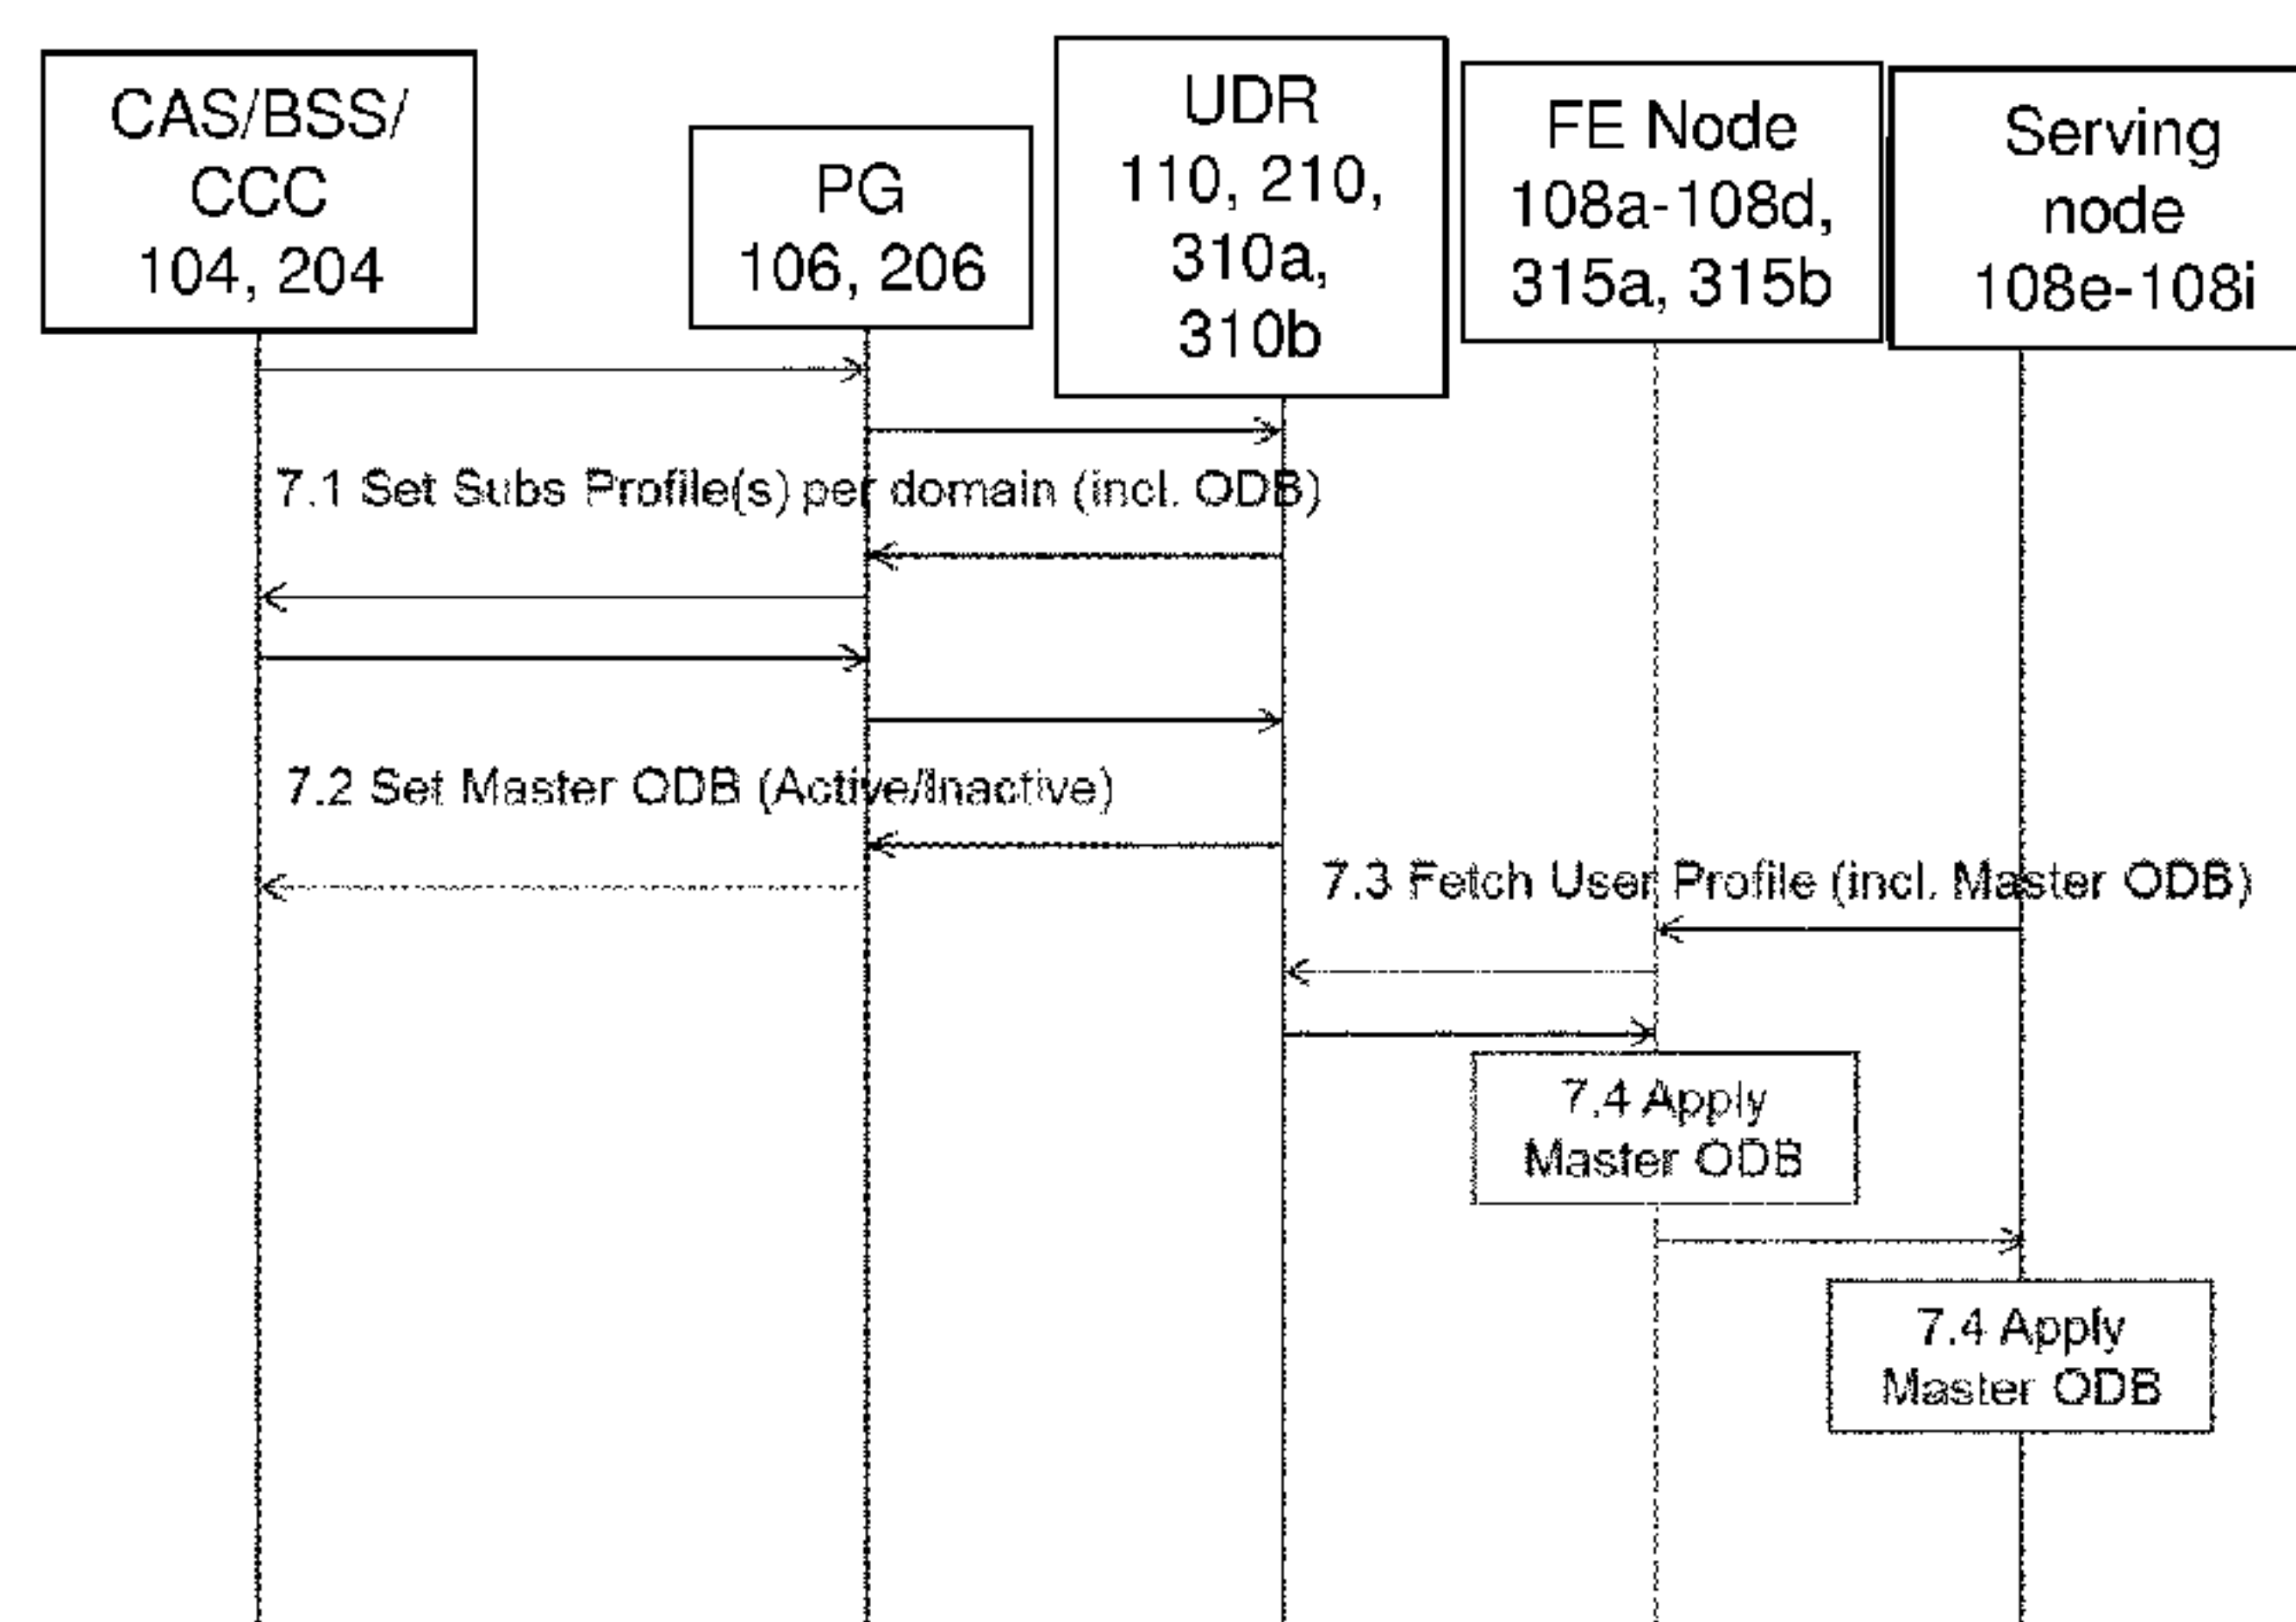 CAS/BSS/
CCC
104, 204
PG
106, 206
UDR
110, 210,
310a,
310b
FE Node
108a-108d,
315a, 315b
Serving
node
108e-108i
7.1 Set Subs Profile(s) per domain (incl. ODB)
7.2 Set Master ODB (Active/Inactive)
7.3 Fetch User Profile (incl. Master ODB)
7.4 Apply
Master ODB
7.4 Apply
Master ODB